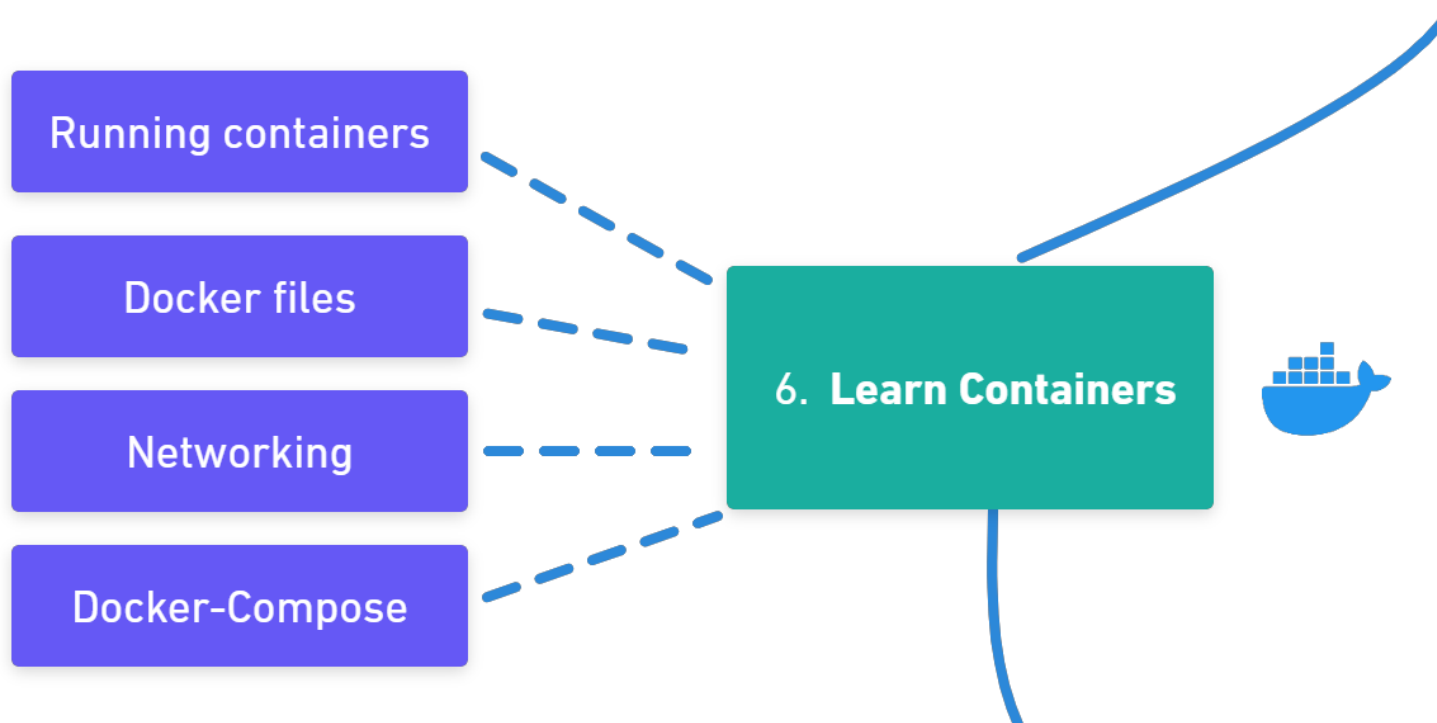 Running containers
Docker files
Networking
Docker-Compose
6. Learn Containers